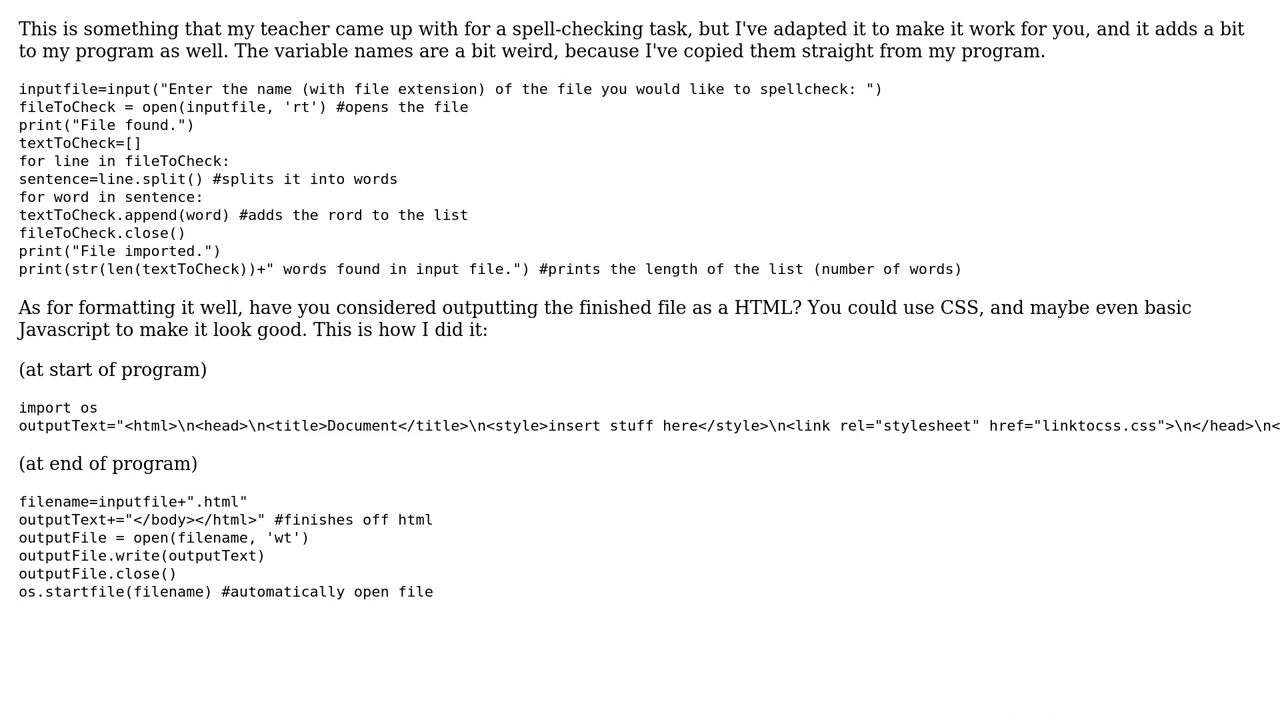 This is something that my teacher came up with for a spell-checking task, but I've adapted it to make it work for you, and it adds a bit
to my program as well. The variable names are a bit weird, because I've copied them straight from my program.
inputfile=input("Enter the name (with file extension) of the file you would like to spellcheck: ")
fileToCheck = open(inputfile, 'rt') #opens the file
print("File found.")
textToCheck=[]
for line in fileToCheck:
sentence=line.split() #splits it into words
for word in sentence:
textToCheck.append(word) #adds the rord to the list
fileToCheck.close()
print("File imported.")
print(str(len(textToCheck))+" words found in input file.") #prints the length of the list (number of words)
As for formatting it well, have you considered outputting the finished file as a HTML? You could use CSS, and maybe even basic
Javascript to make it look good. This is how I did it:
(at start of program)
import os
outputText="<html>\n<head>\n<title>Document</title>\n<style>insert stuff here</style>\n<link rel="stylesheet" href="linktocss.css">\n</head>\n<
(at end of program)
filename=inputfile+".html"
outputText+="</body></html>" #finishes off html
outputFile = open(filename, 'wt')
outputFile.write(outputText)
outputFile.close()
os.startfile(filename) #automatically open file